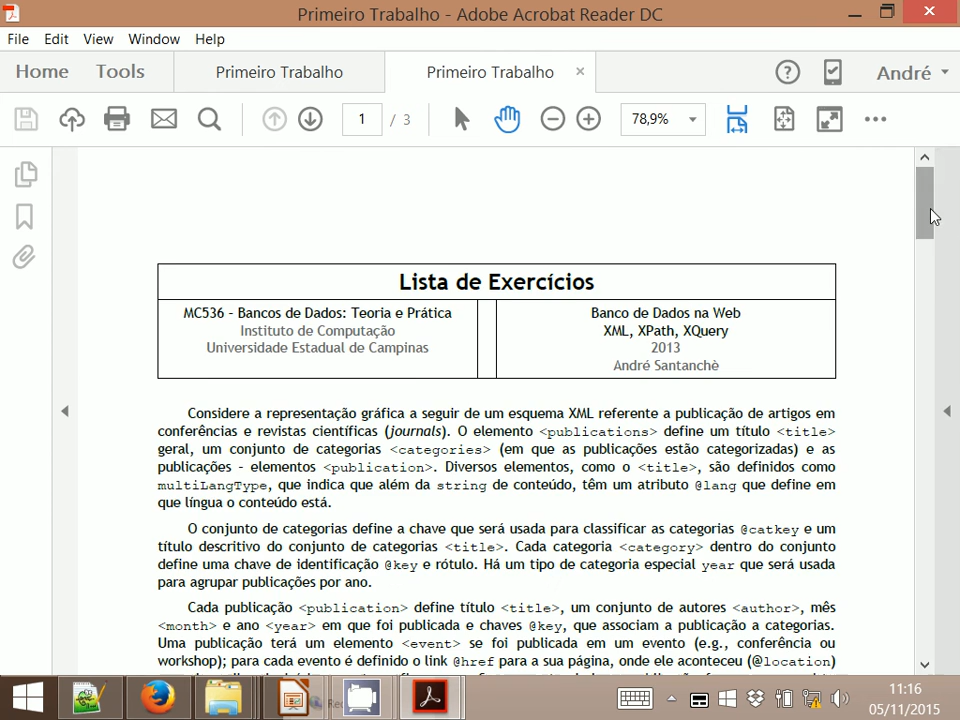 Primeiro Trabalho - Adobe Acrobat Reader DC
File Edit View Window Help
Home Tools Primeiro Trabalho Primeiro Trabalho × ? André
1 / 3 78,9%
Lista de Exercícios
MC536 - Bancos de Dados: Teoria e Prática
Instituto de Computação
Universidade Estadual de Campinas
Banco de Dados na Web
XML, XPath, XQuery
2013
André Santanchè
Considere a representação gráfica a seguir de um esquema XML referente a publicação de artigos em
conferências e revistas científicas (journals). O elemento <publications> define um título <title>
geral, um conjunto de categorias <categories> (em que as publicações estão categorizadas) e as
publicações - elementos <publication>. Diversos elementos, como o <title>, são definidos como
multiLangType, que indica que além da string de conteúdo, têm um atributo @lang que define em
que língua o conteúdo está.
O conjunto de categorias define a chave que será usada para classificar as categorias @catkey e um
título descritivo do conjunto de categorias <title>. Cada categoria <category> dentro do conjunto
define uma chave de identificação @key e rótulo. Há um tipo de categoria especial year que será usada
para agrupar publicações por ano.
Cada publicação <publication> define título <title>, um conjunto de autores <author>, mês
<month> e ano <year> em que foi publicada e chaves @key, que associam a publicação a categorias.
Uma publicação terá um elemento <event> se foi publicada em um evento (e.g., conferência ou
workshop); para cada evento é definido o link @href para a sua página, onde ele aconteceu (@location)
11:16
05/11/2015